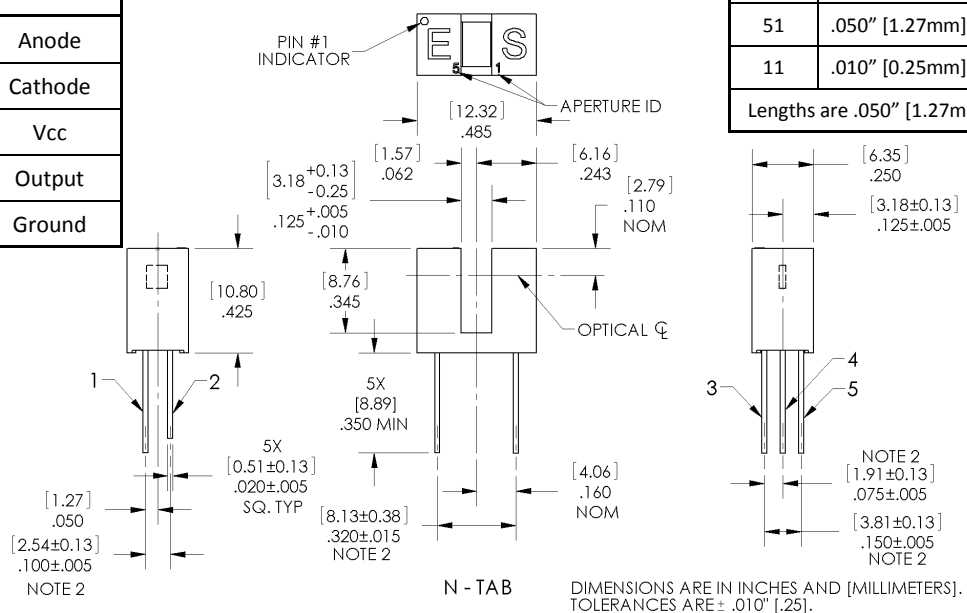 Anode
Cathode
Vcc
Output
Ground
51 .050” [1.27mm]
11 .010” [0.25mm]
Lengths are .050” [1.27m
PIN #1
INDICATOR
E S
5 1
APERTURE ID
[12.32]
.485
[1.57]
.062
[6.16]
.243
[3.18 +0.13 -0.25]
.125 +.005 -.010
[2.79]
.110
NOM
[6.35]
.250
[3.18±0.13]
.125±.005
[10.80]
.425
[8.76]
.345
OPTICAL ℄
1
2
5X
[8.89]
.350 MIN
3
4
5
5X
[0.51±0.13]
.020±.005
SQ. TYP
[1.27]
.050
[2.54±0.13]
.100±.005
NOTE 2
[8.13±0.38]
.320±.015
NOTE 2
[4.06]
.160
NOM
NOTE 2
[1.91±0.13]
.075±.005
[3.81±0.13]
.150±.005
NOTE 2
N - TAB
DIMENSIONS ARE IN INCHES AND [MILLIMETERS].
TOLERANCES ARE ± .010" [.25].